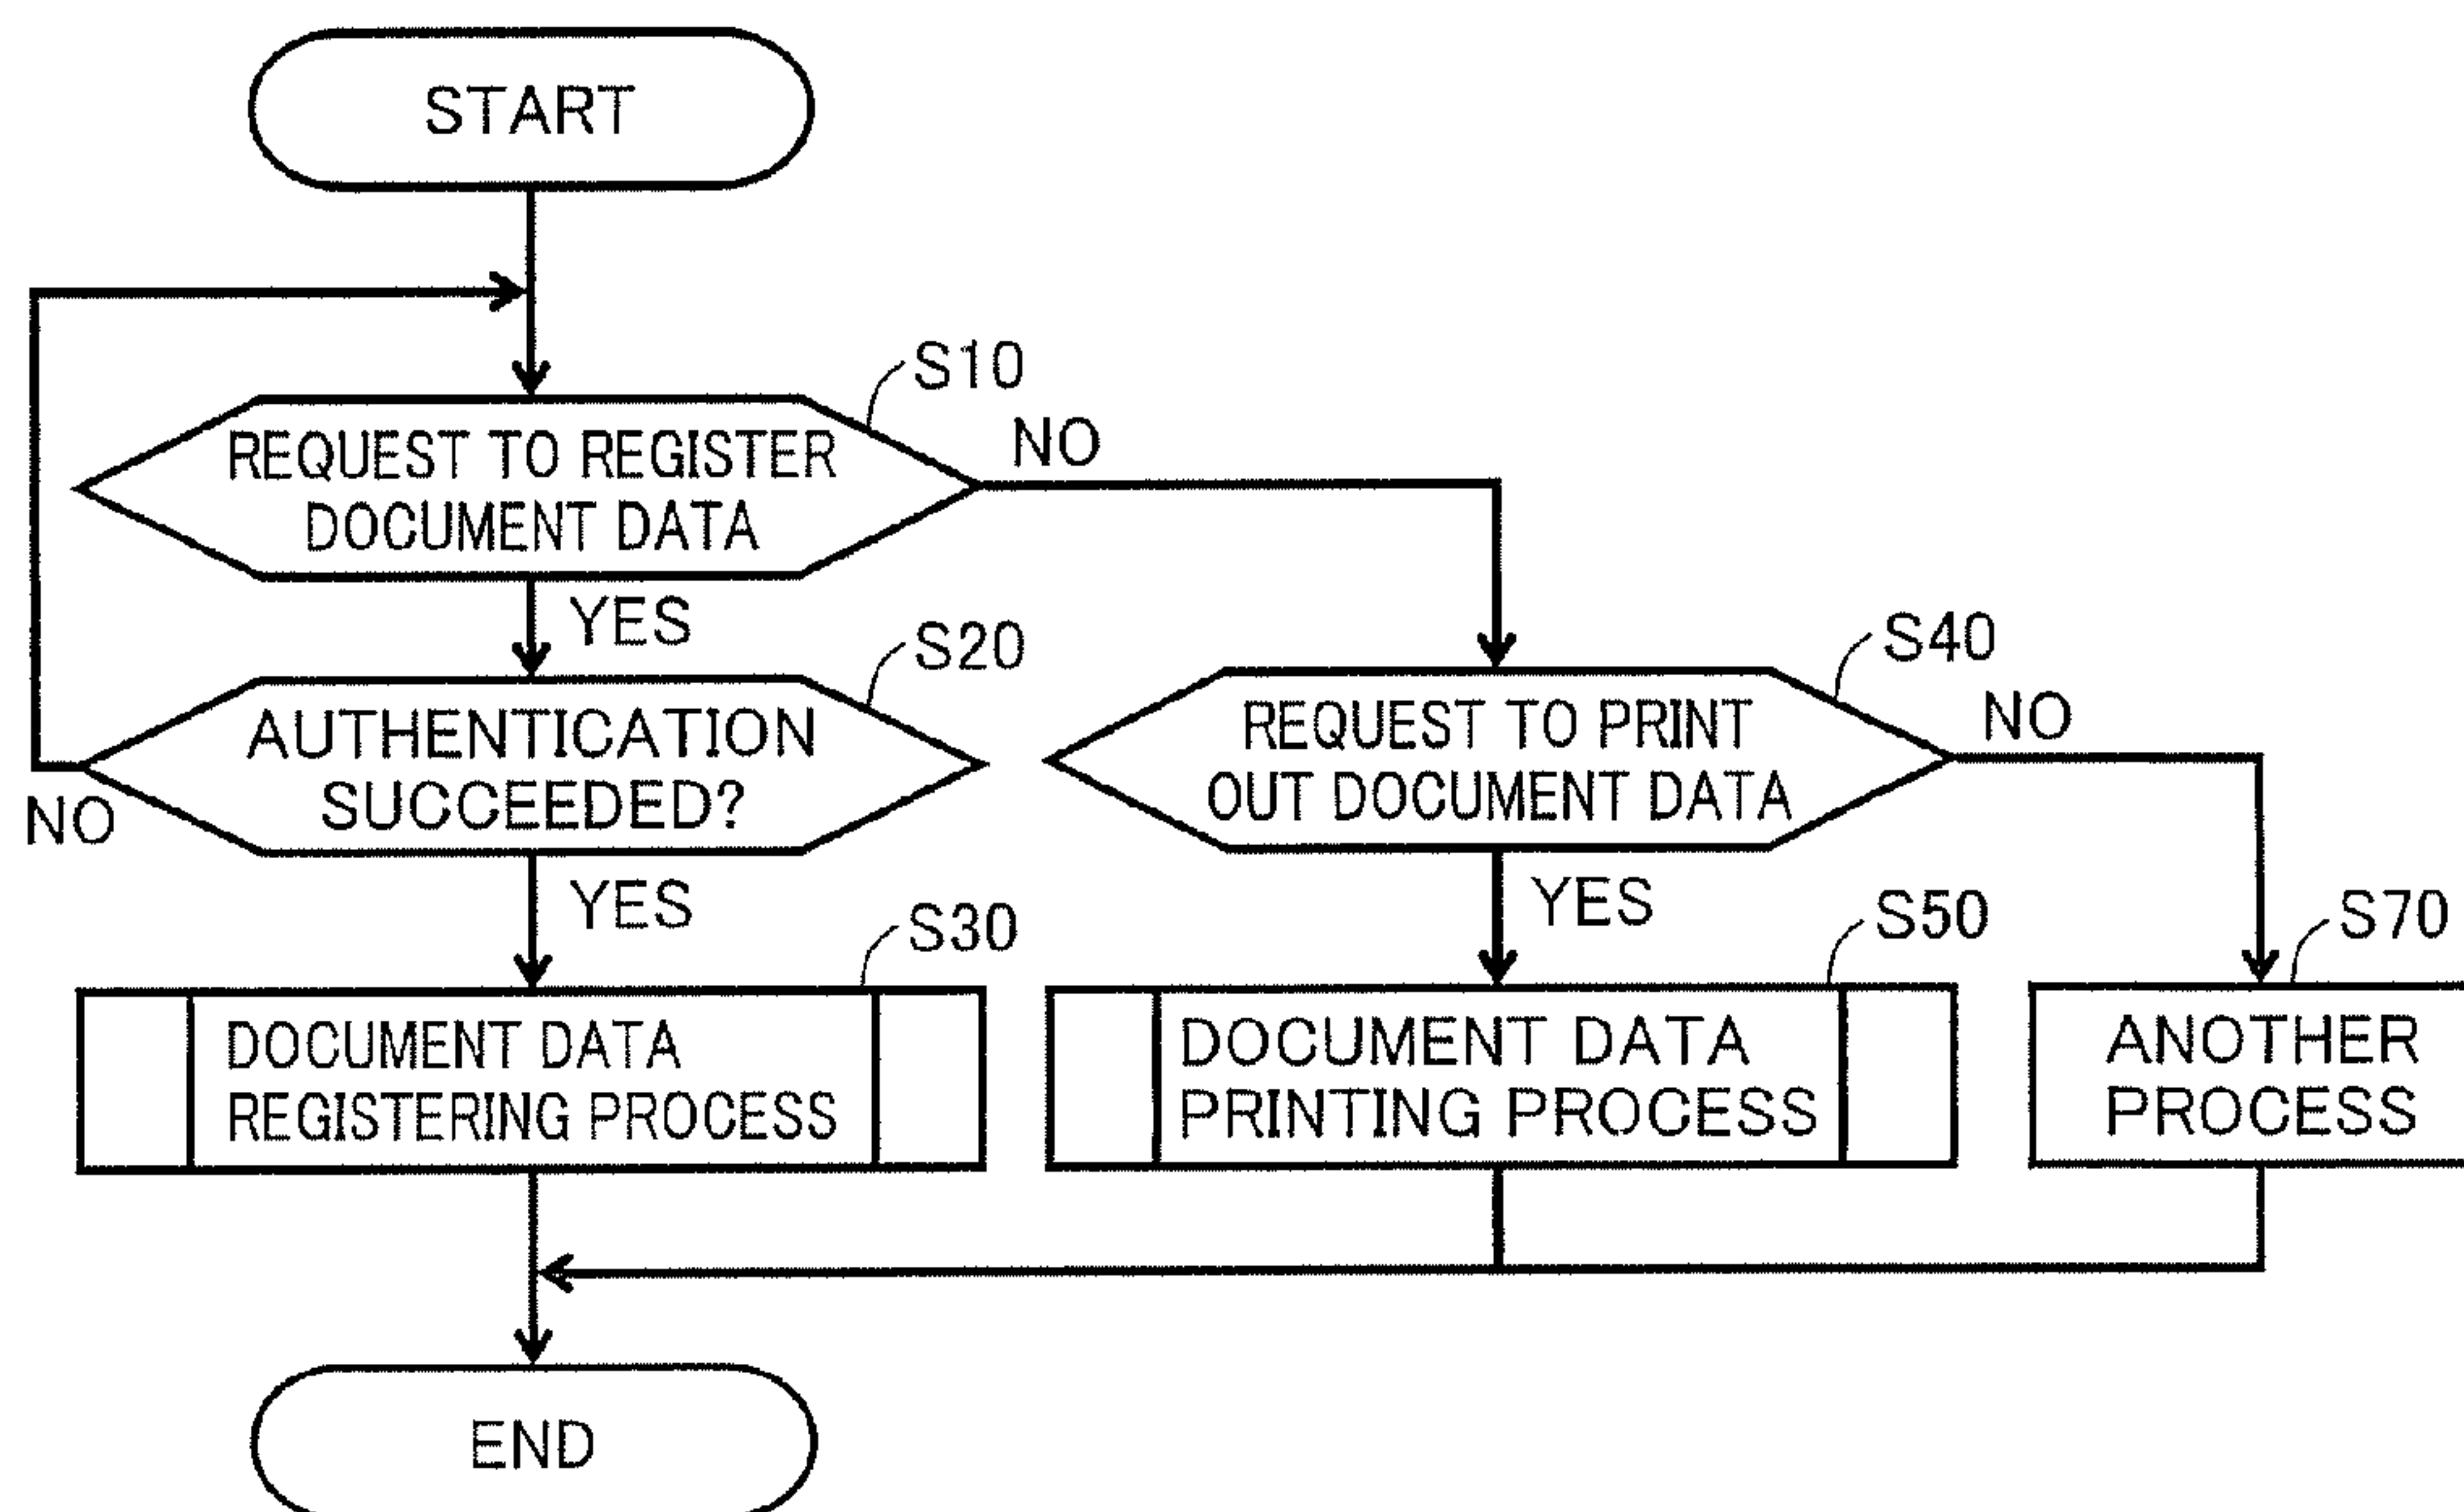 START
S10
REQUEST TO REGISTER
DOCUMENT DATA
NO
YES
S20
AUTHENTICATION
SUCCEEDED?
NO
YES
S40
REQUEST TO PRINT
OUT DOCUMENT DATA
NO
YES
S30
DOCUMENT DATA
REGISTERING PROCESS
S50
DOCUMENT DATA
PRINTING PROCESS
S70
ANOTHER
PROCESS
END